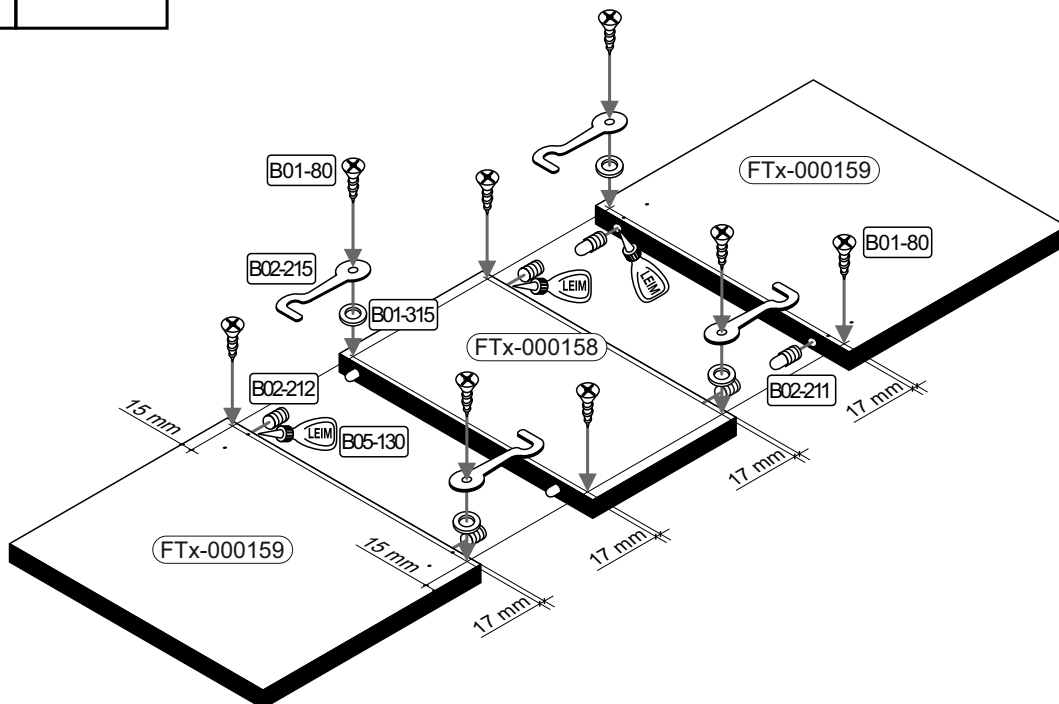 FTx-000159
B01-80
B01-80
B02-215
B01-315
LEIM
LEIM
FTx-000158
B02-212
B02-211
15 mm
LEIM
B05-130
17 mm
17 mm
FTx-000159
15 mm
17 mm
17 mm